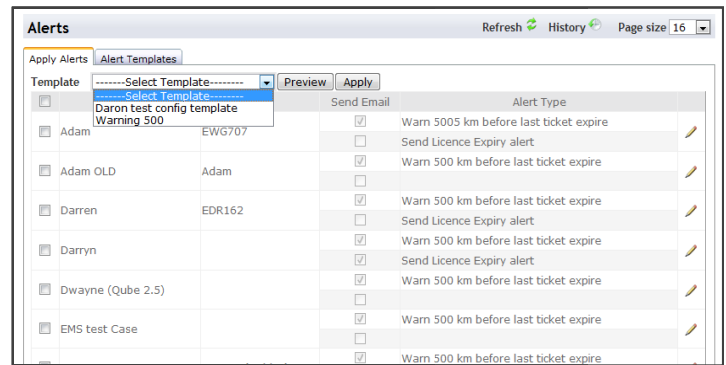 Alerts Refresh History Page size 16
Apply Alerts Alert Templates
Template -------Select Template-------- Preview Apply
-------Select Template--------
Daron test config template
Warning 500
Send Email Alert Type
Adam EWG707 Warn 5005 km before last ticket expire
Send Licence Expiry alert
Adam OLD Adam Warn 500 km before last ticket expire
Darren EDR162 Warn 500 km before last ticket expire
Send Licence Expiry alert
Darryn Warn 500 km before last ticket expire
Send Licence Expiry alert
Dwayne (Qube 2.5) Warn 500 km before last ticket expire
EMS test Case Warn 500 km before last ticket expire
Warn 500 km before last ticket expire